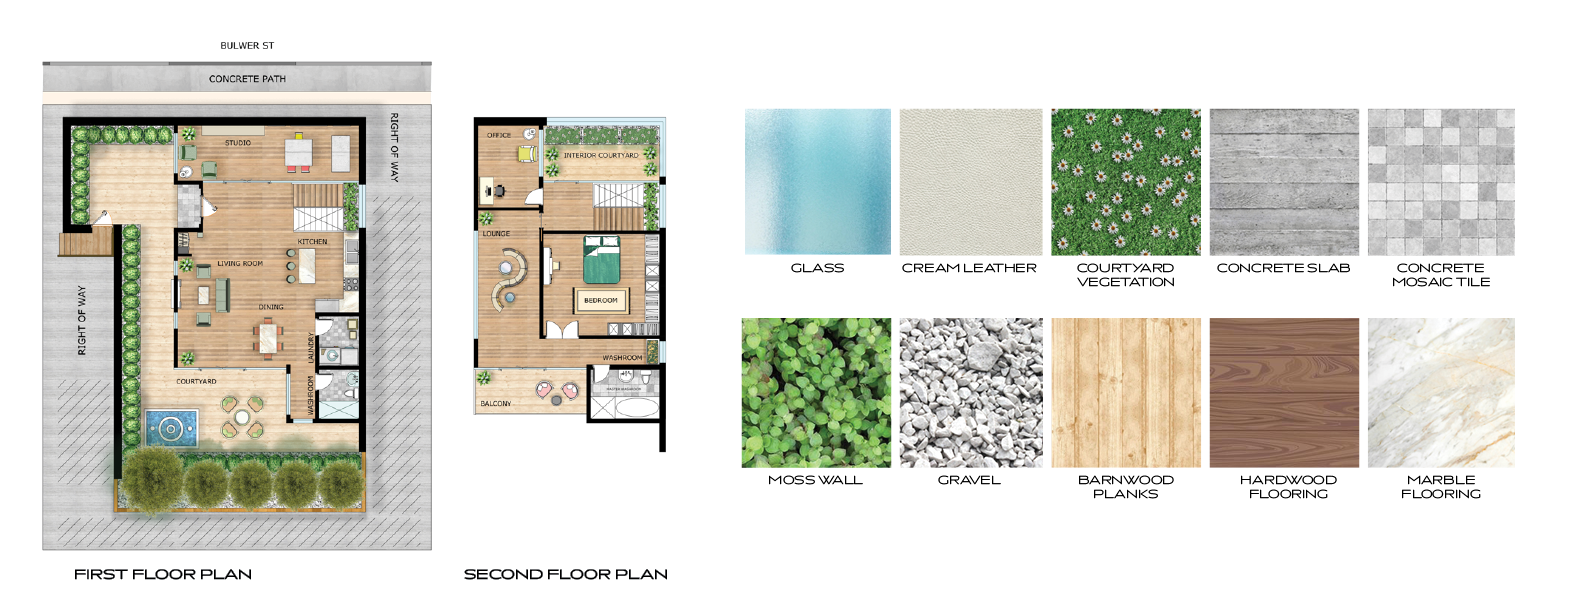 BULWER ST
CONCRETE PATH
RIGHT OF WAY
STUDIO
KITCHEN
LIVING ROOM
DINING
RIGHT OF WAY
LAUNDRY
COURTYARD
WASHROOM
FIRST FLOOR PLAN
OFFICE
INTERIOR COURTYARD
LOUNGE
BEDROOM
WASHROOM
MASTER WASHROOM
BALCONY
SECOND FLOOR PLAN
GLASS
CREAM LEATHER
COURTYARD
VEGETATION
CONCRETE SLAB
CONCRETE
MOSAIC TILE
MOSS WALL
GRAVEL
BARNWOOD
PLANKS
HARDWOOD
FLOORING
MARBLE
FLOORING